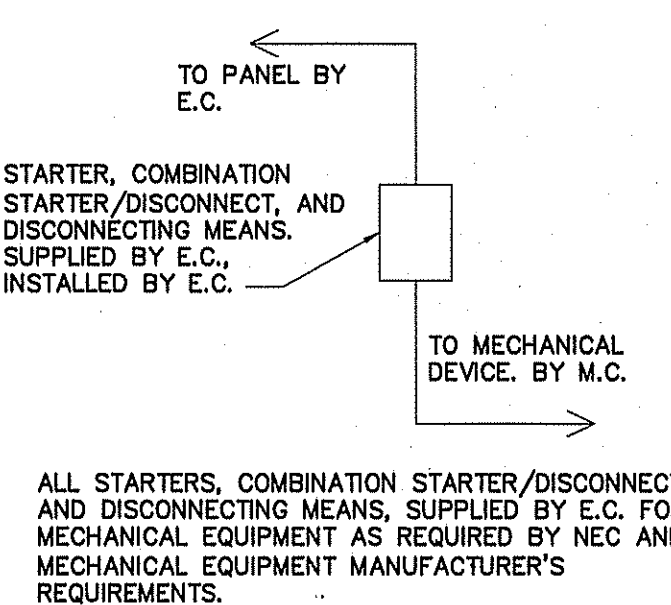 TO PANEL BY
E.C.
STARTER, COMBINATION
STARTER/DISCONNECT, AND
DISCONNECTING MEANS.
SUPPLIED BY E.C.,
INSTALLED BY E.C.
TO MECHANICAL
DEVICE. BY M.C.
ALL STARTERS, COMBINATION STARTER/DISCONNECT
AND DISCONNECTING MEANS, SUPPLIED BY E.C. FO
MECHANICAL EQUIPMENT AS REQUIRED BY NEC AN
MECHANICAL EQUIPMENT MANUFACTURER'S
REQUIREMENTS.